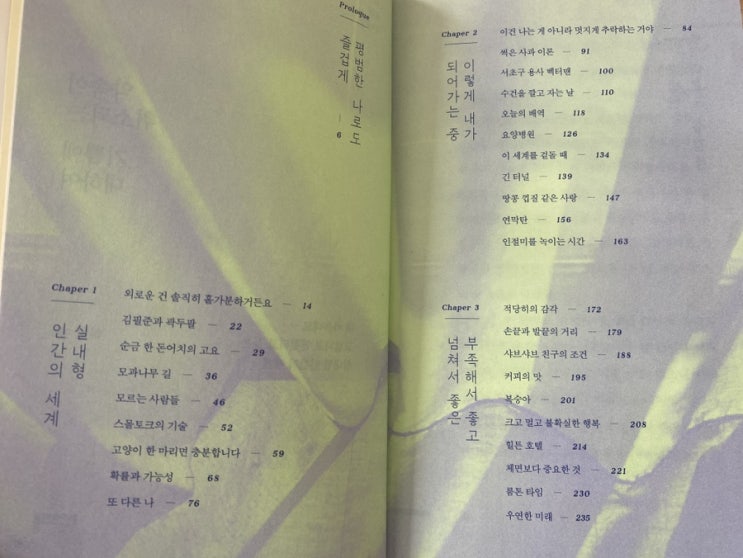 Prologue
평범한 나로도
즐겁게
— 6
Chaper 1
실내형
인간의 세계
외로운 건 솔직히 홀가분하거든요 — 14
김필준과 곽두팔 — 22
순금 한 돈어치의 고요 — 29
모과나무 길 — 36
모르는 사람들 — 46
스몰토크의 기술 — 52
고양이 한 마리면 충분합니다 — 59
확률과 가능성 — 68
또 다른 나 — 76
Chaper 2
이렇게 내가
되어가는 중
이건 나는 게 아니라 멋지게 추락하는 거야 — 84
썩은 사과 이론 — 91
서초구 용사 벡터맨 — 100
수건을 깔고 자는 날 — 110
오늘의 배역 — 118
요양병원 — 126
이 세계를 겉돌 때 — 134
긴 터널 — 139
땅콩 껍질 같은 사랑 — 147
연막탄 — 156
인절미를 녹이는 시간 — 163
Chaper 3
부족해서 좋고
넘쳐서 좋은
적당히의 감각 — 172
손끝과 발끝의 거리 — 179
샤브샤브 친구의 조건 — 188
커피의 맛 — 195
복숭아 — 201
크고 멀고 불확실한 행복 — 208
힐튼 호텔 — 214
체면보다 중요한 것 — 221
룸톤 타임 — 230
우연한 미래 — 235